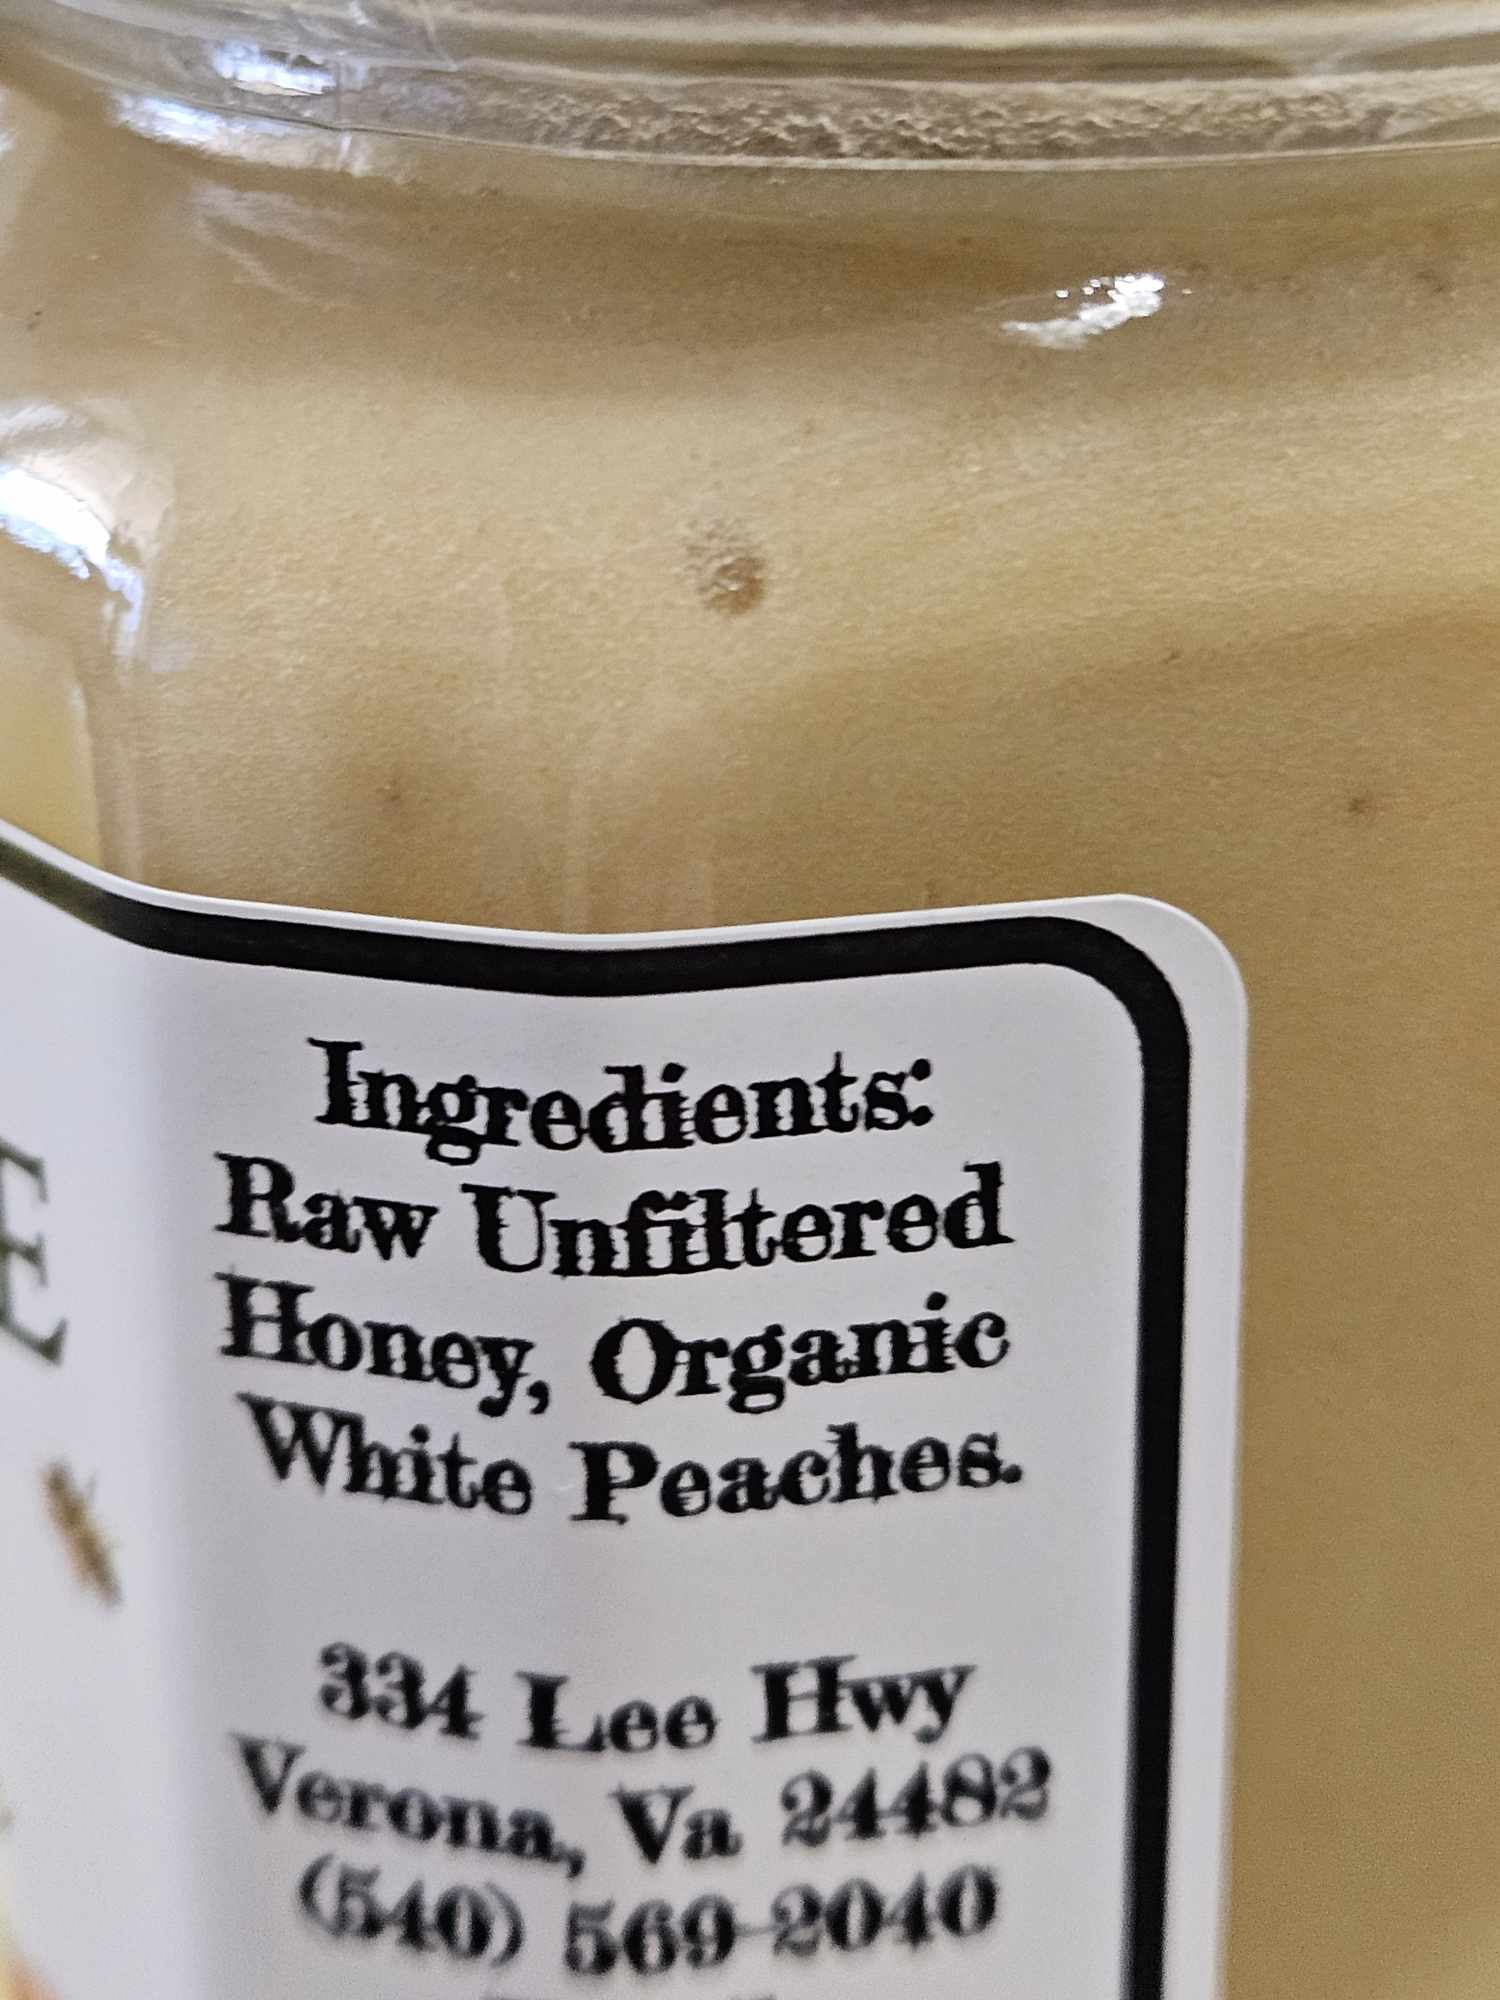 E
Ingredients:
Raw Unfiltered
Honey, Organic
White Peaches.
334 Lee Hwy
Verona, Va 24482
(540) 569-2040